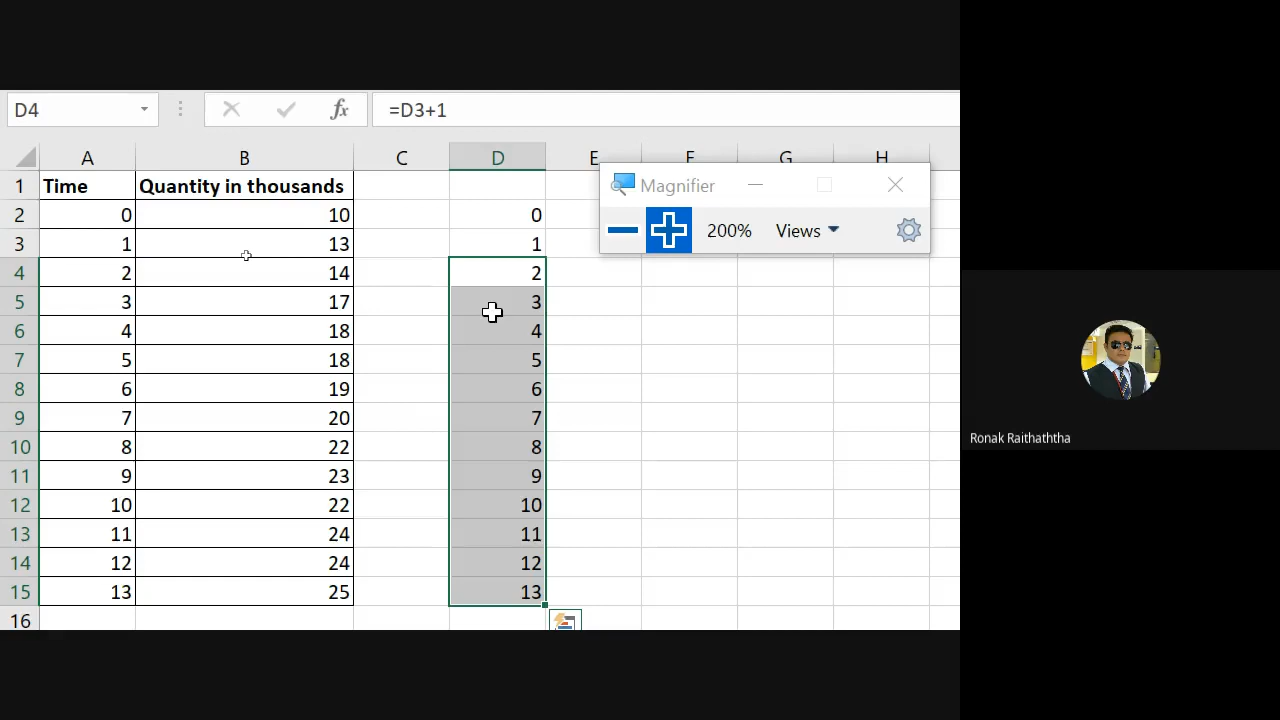 D4 fx =D3+1
A B C D E F G H
1 Time Quantity in thousands
2 0 10 0
3 1 13 1
4 2 14 2
5 3 17 3
6 4 18 4
7 5 18 5
8 6 19 6
9 7 20 7
10 8 22 8
11 9 23 9
12 10 22 10
13 11 24 11
14 12 24 12
15 13 25 13
16
Magnifier
200% Views
Ronak Raithaththa